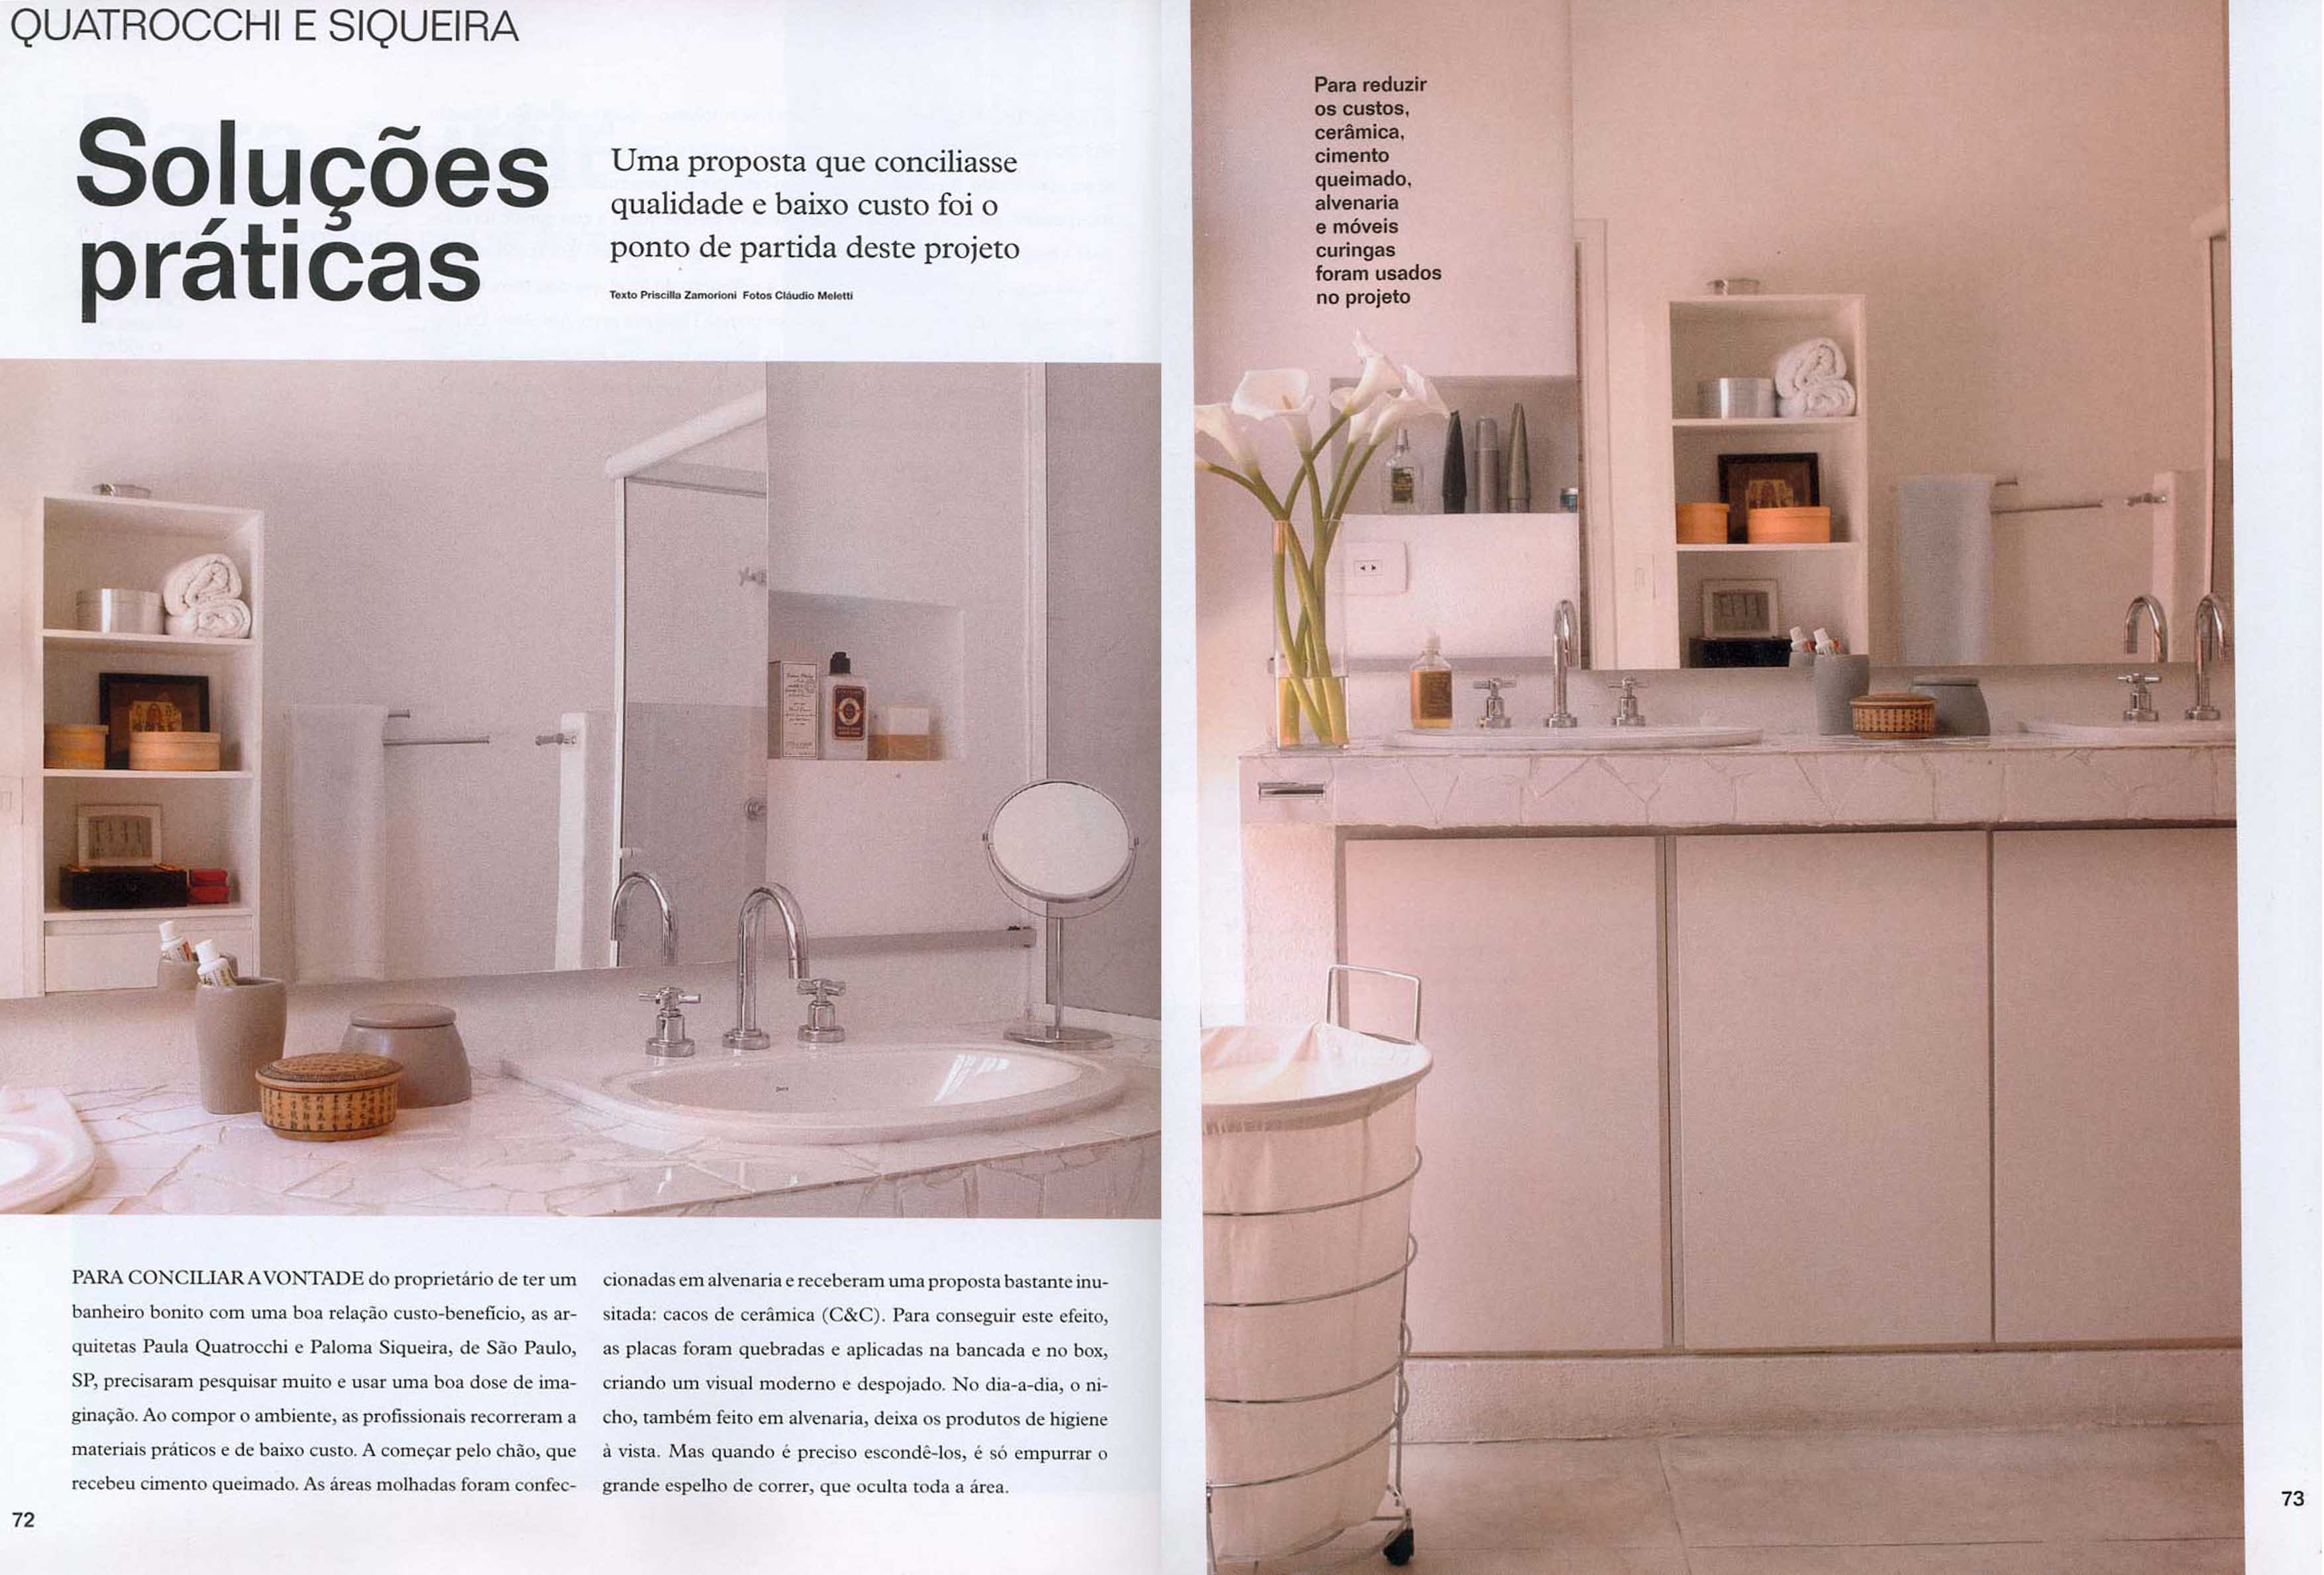 QUATROCCHI E SIQUEIRA
Soluções
práticas
Uma proposta que conciliasse
qualidade e baixo custo foi o
ponto de partida deste projeto
Texto Priscilla Zamorioni Fotos Cláudio Meletti
PARA CONCILIAR A VONTADE do proprietário de ter um
banheiro bonito com uma boa relação custo-benefício, as ar-
quitetas Paula Quatrocchi e Paloma Siqueira, de São Paulo,
SP, precisaram pesquisar muito e usar uma boa dose de ima-
ginação. Ao compor o ambiente, as profissionais recorreram a
materiais práticos e de baixo custo. A começar pelo chão, que
recebeu cimento queimado. As áreas molhadas foram confec-
cionadas em alvenaria e receberam uma proposta bastante inu-
sitada: cacos de cerâmica (C&C). Para conseguir este efeito,
as placas foram quebradas e aplicadas na bancada e no box,
criando um visual moderno e despojado. No dia-a-dia, o ni-
cho, também feito em alvenaria, deixa os produtos de higiene
à vista. Mas quando é preciso escondê-los, é só empurrar o
grande espelho de correr, que oculta toda a área.
72
Para reduzir
os custos,
cerâmica,
cimento
queimado,
alvenaria
e móveis
curingas
foram usados
no projeto
73